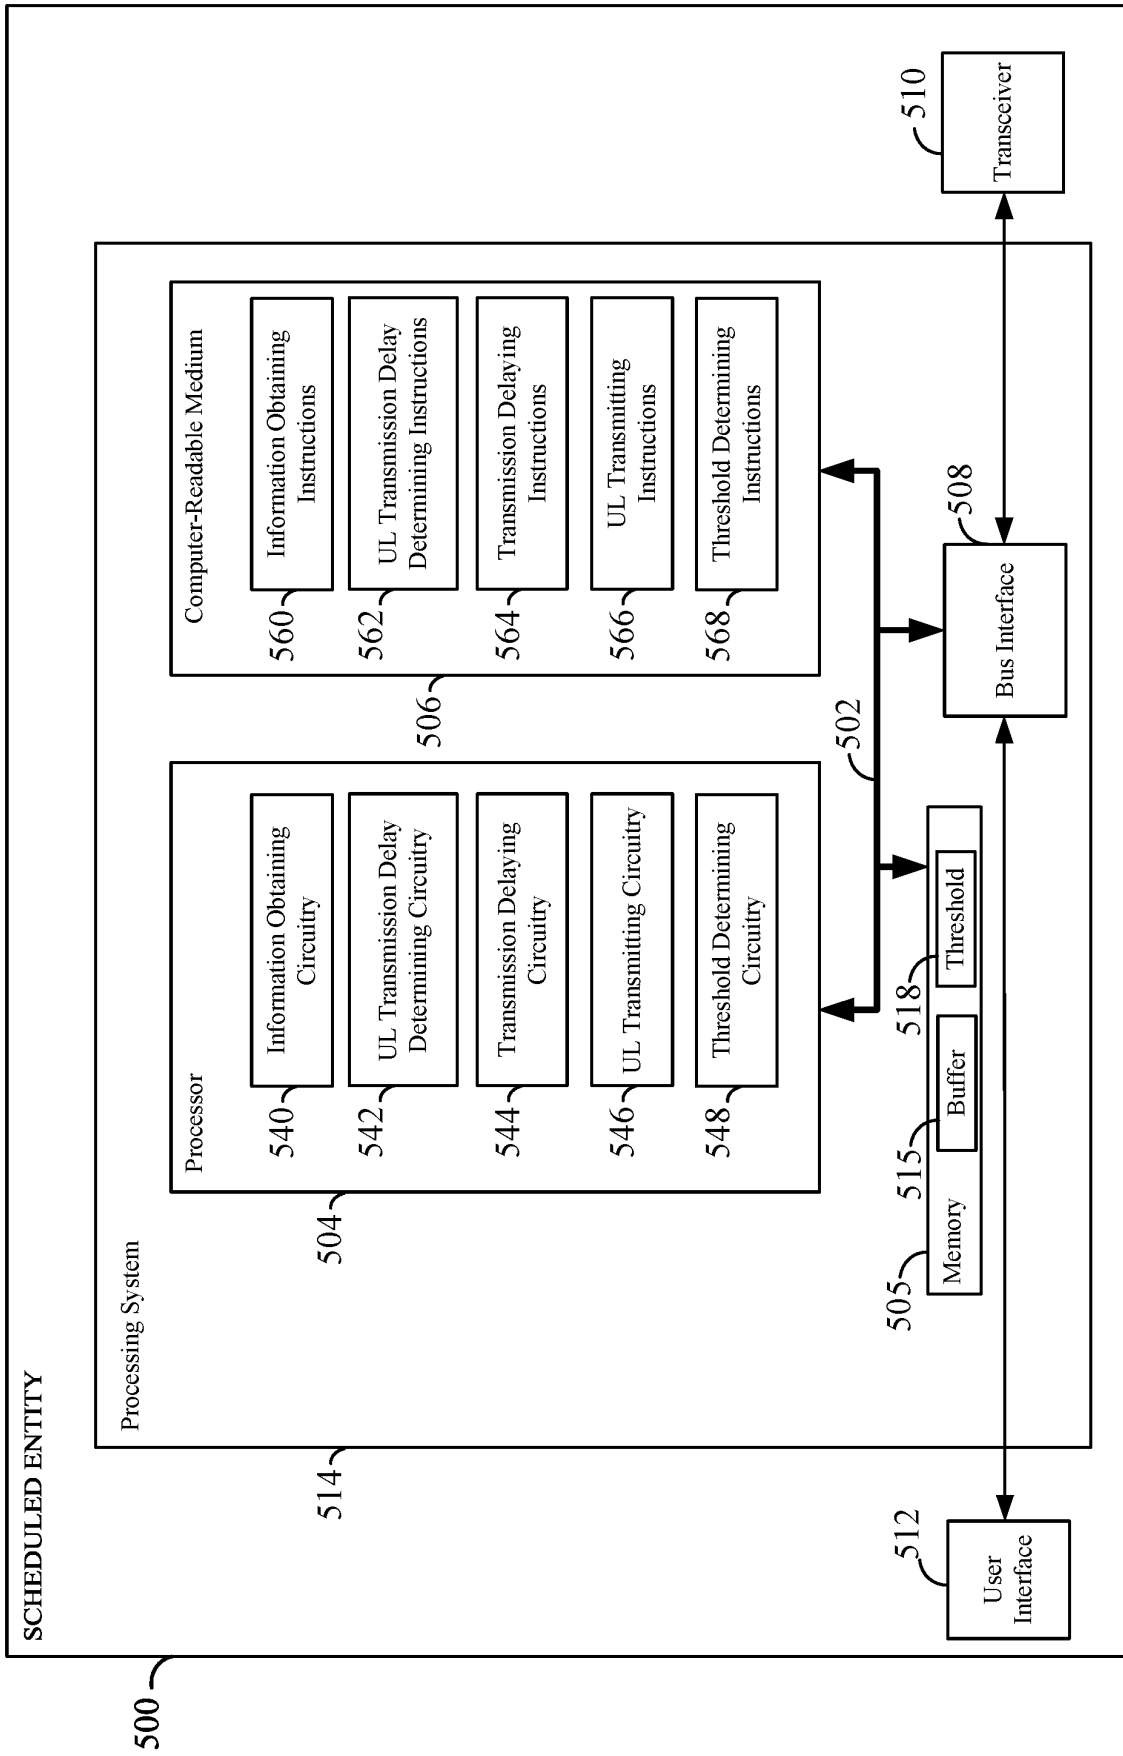 500
SCHEDULED ENTITY
514
Processing System
504
Processor
540
Information Obtaining
Circuitry
542
UL Transmission Delay
Determining Circuitry
544
Transmission Delaying
Circuitry
546
UL Transmitting Circuitry
548
Threshold Determining
Circuitry
506
Computer-Readable Medium
560
Information Obtaining
Instructions
562
UL Transmission Delay
Determining Instructions
564
Transmission Delaying
Instructions
566
UL Transmitting
Instructions
568
Threshold Determining
Instructions
502
505
Memory
515
Buffer
518
Threshold
508
Bus Interface
512
User
Interface
510
Transceiver